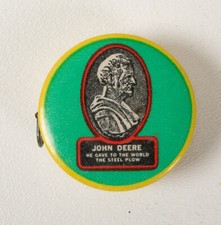 JOHN DEERE
HE GAVE TO THE WORLD
THE STEEL PLOW